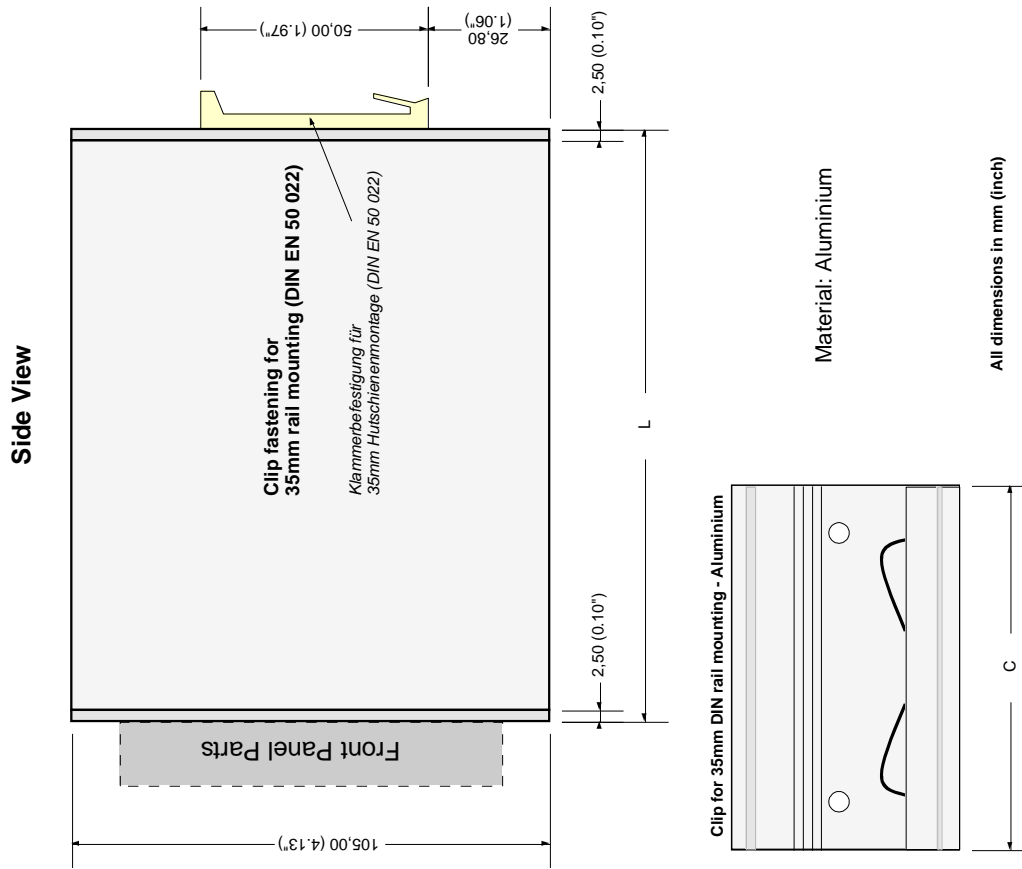 Side View
50,00 (1.97")
26,80
(1.06")
2,50 (0.10")
Clip fastening for
35mm rail mounting (DIN EN 50 022)
Klammerbefestigung für
35mm Hutschienenmontage (DIN EN 50 022)
L
2,50 (0.10")
Front Panel Parts
105,00 (4.13")
Material: Aluminium
All dimensions in mm (inch)
Clip for 35mm DIN rail mounting - Aluminium
C